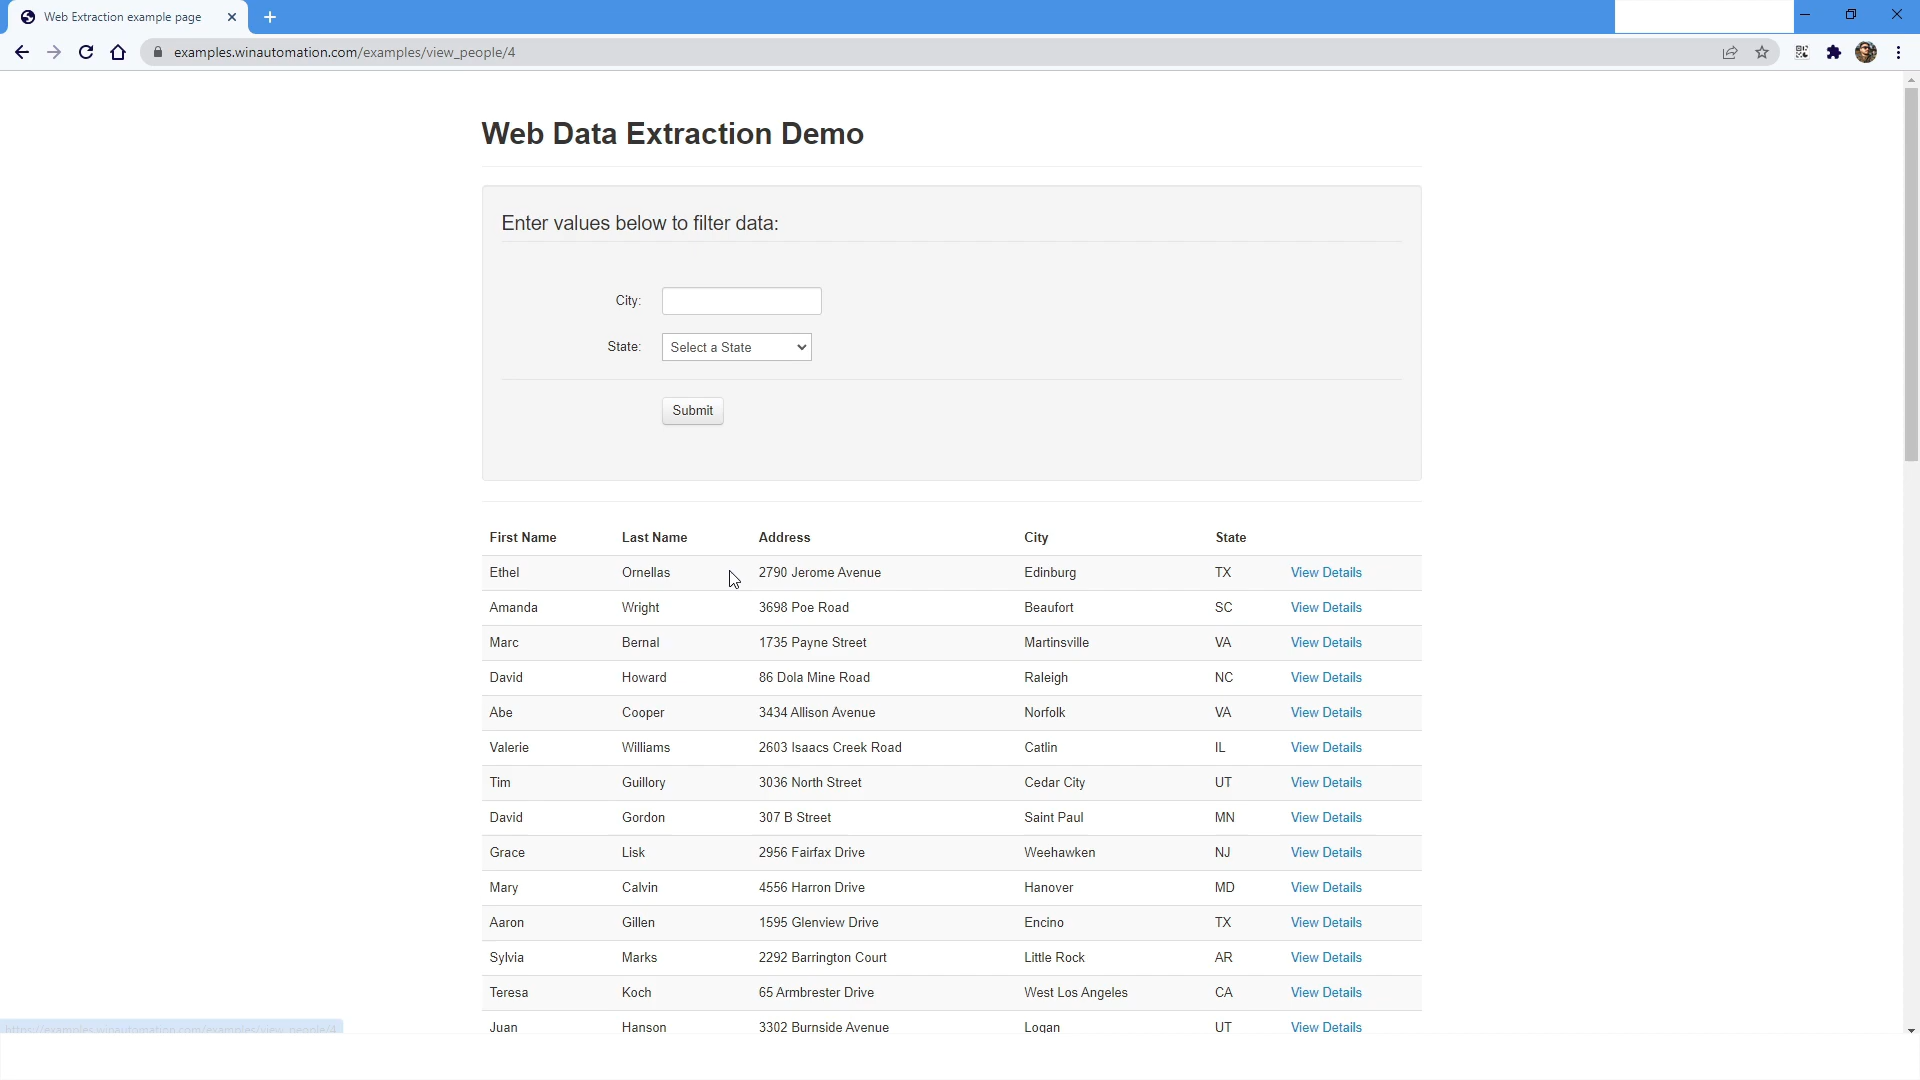 Web Extraction example page
examples.winautomation.com/examples/view_people/4
Web Data Extraction Demo
Enter values below to filter data:
City:
State: Select a State
Submit
First Name Last Name Address City State
Ethel Ornellas 2790 Jerome Avenue Edinburg TX View Details
Amanda Wright 3698 Poe Road Beaufort SC View Details
Marc Bernal 1735 Payne Street Martinsville VA View Details
David Howard 86 Dola Mine Road Raleigh NC View Details
Abe Cooper 3434 Allison Avenue Norfolk VA View Details
Valerie Williams 2603 Isaacs Creek Road Catlin IL View Details
Tim Guillory 3036 North Street Cedar City UT View Details
David Gordon 307 B Street Saint Paul MN View Details
Grace Lisk 2956 Fairfax Drive Weehawken NJ View Details
Mary Calvin 4556 Harron Drive Hanover MD View Details
Aaron Gillen 1595 Glenview Drive Encino TX View Details
Sylvia Marks 2292 Barrington Court Little Rock AR View Details
Teresa Koch 65 Armbrester Drive West Los Angeles CA View Details
Juan Hanson 3302 Burnside Avenue Logan UT View Details
https://examples.winautomation.com/examples/view_people/4